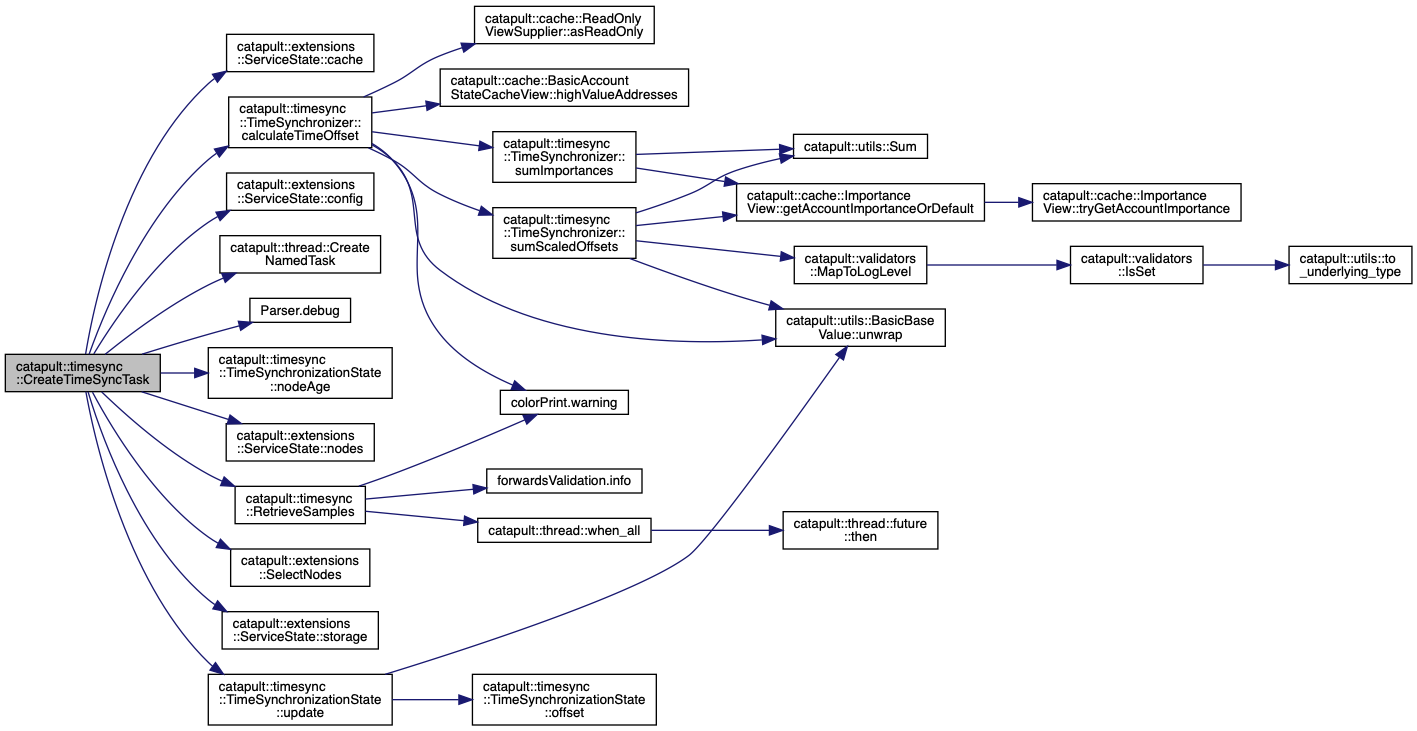 catapult::timesync
::CreateTimeSyncTask
catapult::extensions
::ServiceState::cache
catapult::timesync
::TimeSynchronizer::
calculateTimeOffset
catapult::extensions
::ServiceState::config
catapult::thread::Create
NamedTask
Parser.debug
catapult::timesync
::TimeSynchronizationState
::nodeAge
catapult::extensions
::ServiceState::nodes
catapult::timesync
::RetrieveSamples
catapult::extensions
::SelectNodes
catapult::extensions
::ServiceState::storage
catapult::timesync
::TimeSynchronizationState
::update
catapult::cache::ReadOnly
ViewSupplier::asReadOnly
catapult::cache::BasicAccount
StateCacheView::highValueAddresses
catapult::timesync
::TimeSynchronizer::
sumImportances
catapult::timesync
::TimeSynchronizer::
sumScaledOffsets
colorPrint.warning
forwardsValidation.info
catapult::thread::when_all
catapult::timesync
::TimeSynchronizationState
::offset
catapult::utils::Sum
catapult::cache::Importance
View::getAccountImportanceOrDefault
catapult::validators
::MapToLogLevel
catapult::utils::BasicBase
Value::unwrap
catapult::thread::future
::then
catapult::cache::Importance
View::tryGetAccountImportance
catapult::validators
::IsSet
catapult::utils::to
_underlying_type